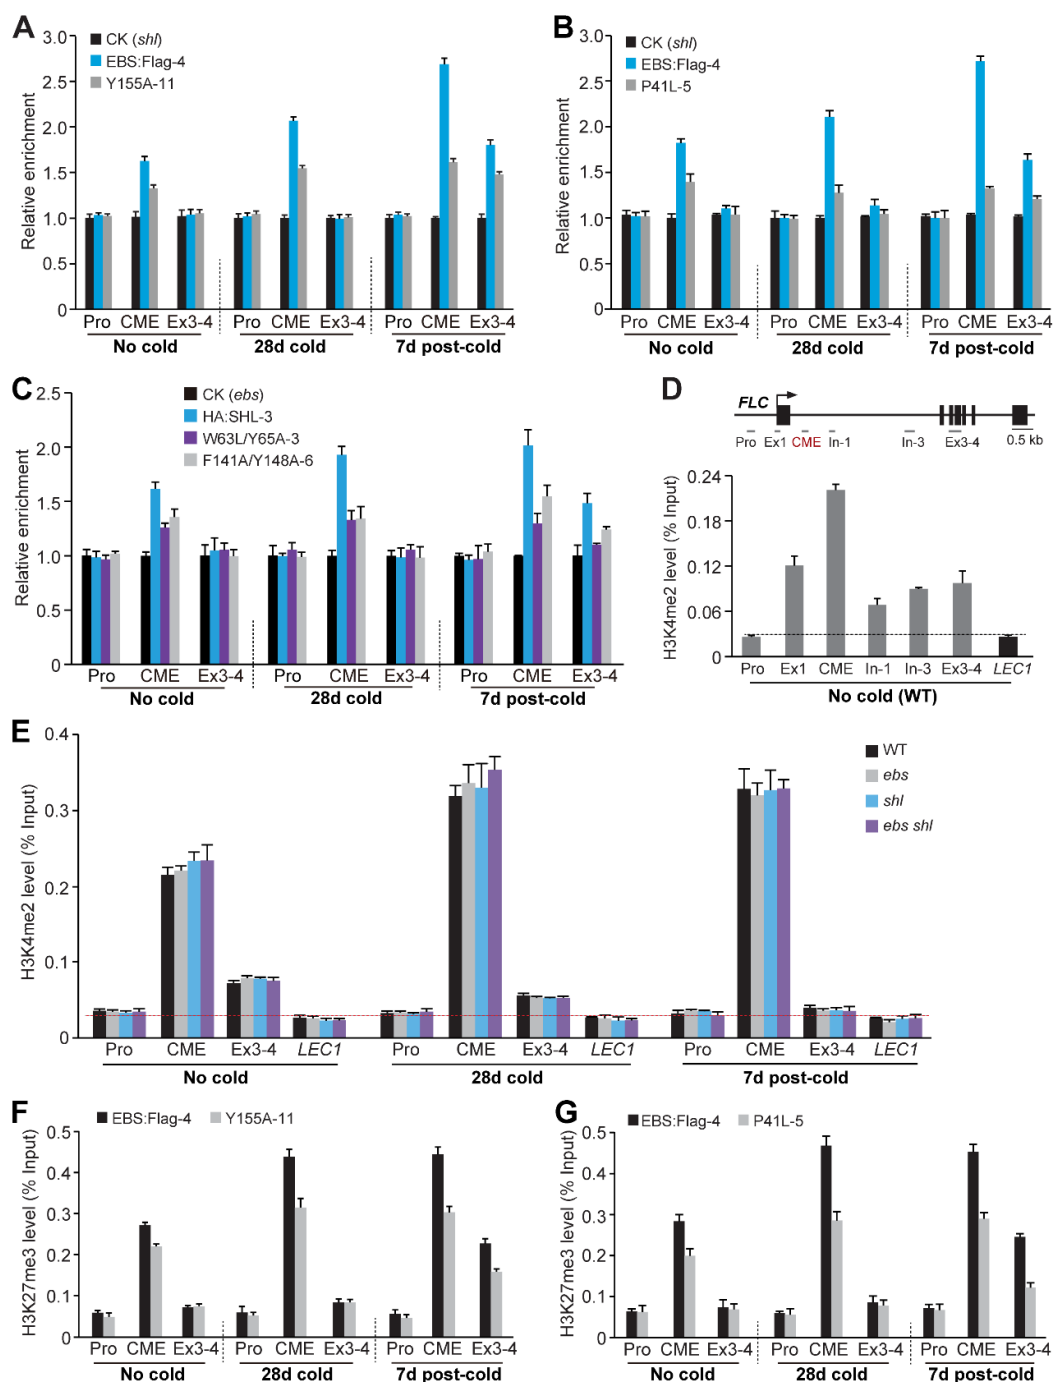 A
CK (shl)
EBS:Flag-4
Y155A-11
Relative enrichment
3.0
2.5
2.0
1.5
1.0
0.5
0
Pro CME Ex3-4 Pro CME Ex3-4 Pro CME Ex3-4
No cold 28d cold 7d post-cold
B
CK (shl)
EBS:Flag-4
P41L-5
Relative enrichment
3.0
2.5
2.0
1.5
1.0
0.5
0
Pro CME Ex3-4 Pro CME Ex3-4 Pro CME Ex3-4
No cold 28d cold 7d post-cold
C
CK (ebs)
HA:SHL-3
W63L/Y65A-3
F141A/Y148A-6
Relative enrichment
2.5
2.0
1.5
1.0
0.5
0
Pro CME Ex3-4 Pro CME Ex3-4 Pro CME Ex3-4
No cold 28d cold 7d post-cold
D
FLC
Pro Ex1 CME In-1 In-3 Ex3-4 0.5 kb
H3K4me2 level (% Input)
0.24
0.18
0.12
0.06
0
Pro Ex1 CME In-1 In-3 Ex3-4 LEC1
No cold (WT)
E
WT
ebs
shl
ebs shl
H3K4me2 level (% Input)
0.4
0.3
0.2
0.1
0
Pro CME Ex3-4 LEC1 Pro CME Ex3-4 LEC1 Pro CME Ex3-4 LEC1
No cold 28d cold 7d post-cold
F
EBS:Flag-4 Y155A-11
H3K27me3 level (% Input)
0.5
0.4
0.3
0.2
0.1
0
Pro CME Ex3-4 Pro CME Ex3-4 Pro CME Ex3-4
No cold 28d cold 7d post-cold
G
EBS:Flag-4 P41L-5
H3K27me3 level (% Input)
0.5
0.4
0.3
0.2
0.1
0
Pro CME Ex3-4 Pro CME Ex3-4 Pro CME Ex3-4
No cold 28d cold 7d post-cold